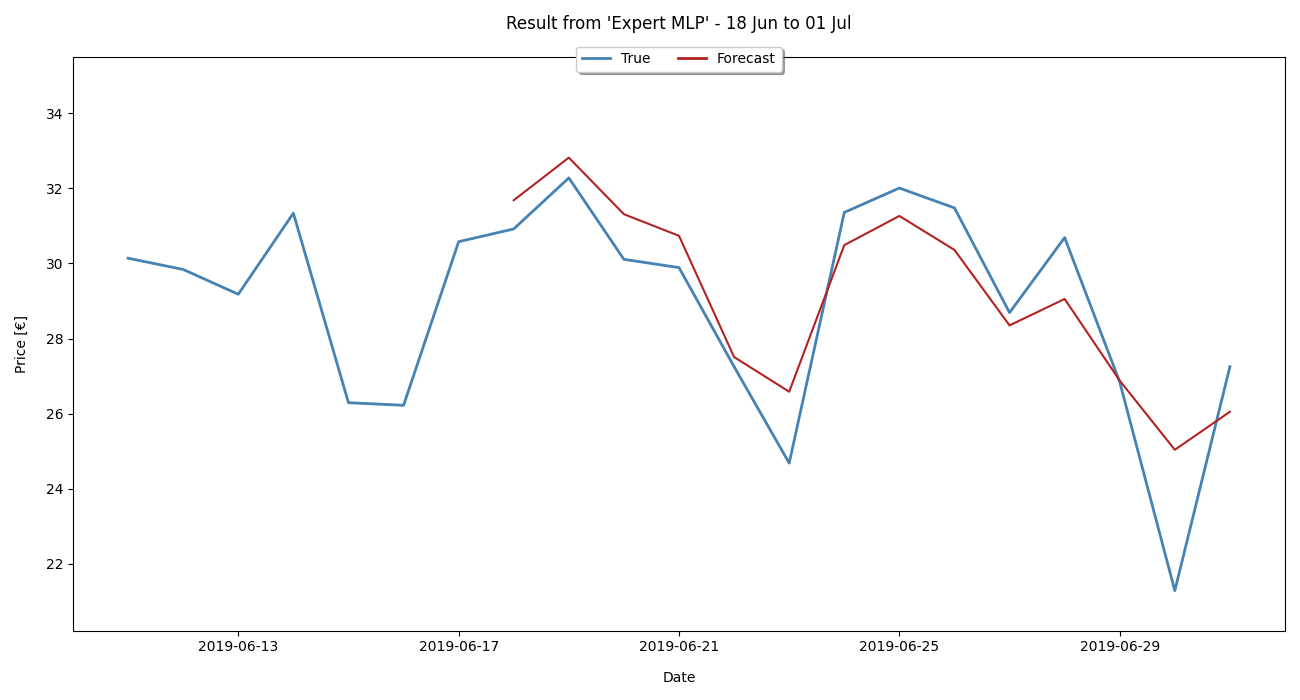 Result from 'Expert MLP' - 18 Jun to 01 Jul
True Forecast
34
32
30
28
26
24
22
Price [€]
2019-06-13 2019-06-17 2019-06-21 2019-06-25 2019-06-29
Date